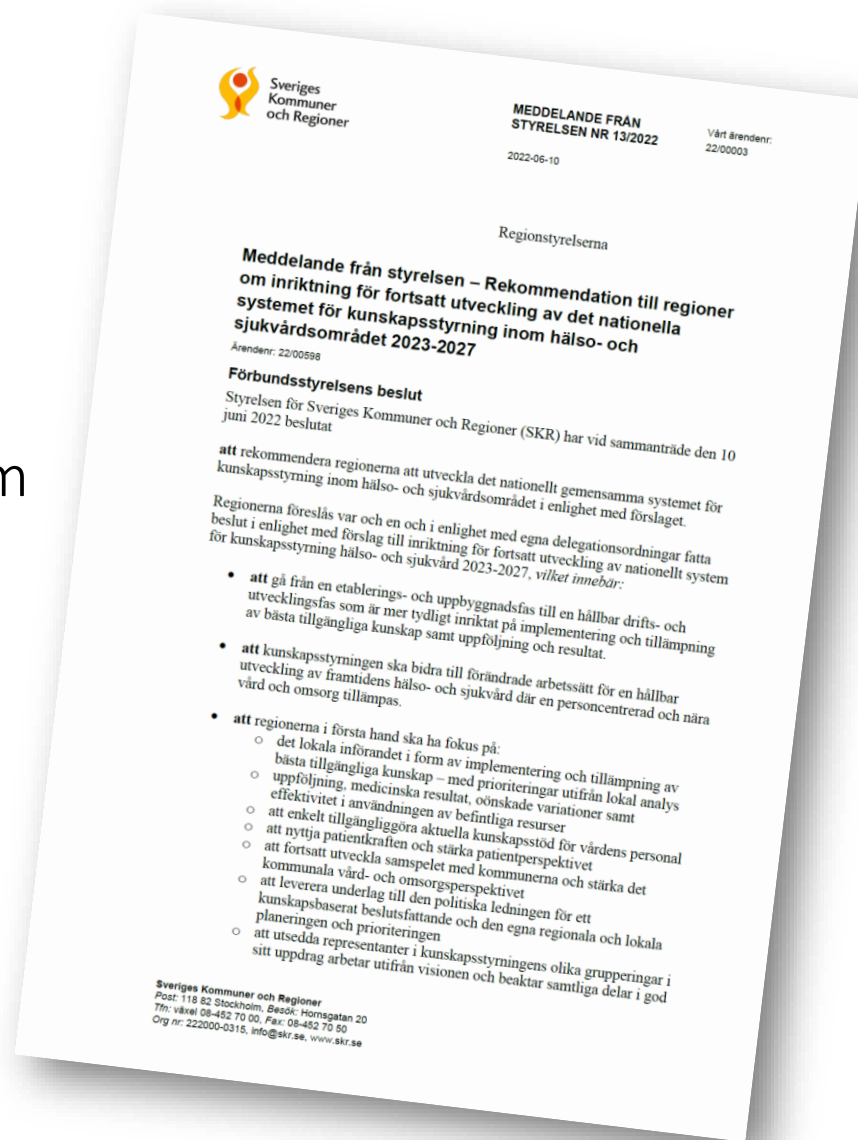 Sveriges
Kommuner
och Regioner
MEDDELANDE FRÅN
STYRELSEN NR 13/2022
2022-06-10
Vårt ärendenr:
22/00003
Regionstyrelserna
Meddelande från styrelsen – Rekommendation till regioner
om inriktning för fortsatt utveckling av det nationella
systemet för kunskapsstyrning inom hälso- och
sjukvårdsområdet 2023-2027
Ärendenr: 22/00598
Förbundsstyrelsens beslut
Styrelsen för Sveriges Kommuner och Regioner (SKR) har vid sammanträde den 10
juni 2022 beslutat
att rekommendera regionerna att utveckla det nationellt gemensamma systemet för
kunskapsstyrning inom hälso- och sjukvårdsområdet i enlighet med förslaget.
Regionerna föreslås var och en och i enlighet med egna delegationsordningar fatta
beslut i enlighet med förslag till inriktning för fortsatt utveckling av nationellt system
för kunskapsstyrning hälso- och sjukvård 2023-2027, vilket innebär:
• att gå från en etablerings- och uppbyggnadsfas till en hållbar drifts- och
utvecklingsfas som är mer tydligt inriktat på implementering och tillämpning
av bästa tillgängliga kunskap samt uppföljning och resultat.
• att kunskapsstyrningen ska bidra till förändrade arbetssätt för en hållbar
utveckling av framtidens hälso- och sjukvård där en personcentrerad och nära
vård och omsorg tillämpas.
• att regionerna i första hand ska ha fokus på:
○ det lokala införandet i form av implementering och tillämpning av
bästa tillgängliga kunskap – med prioriteringar utifrån lokal analys
○ uppföljning, medicinska resultat, oönskade variationer samt
effektivitet i användningen av befintliga resurser
○ att enkelt tillgängliggöra aktuella kunskapsstöd för vårdens personal
○ att nyttja patientkraften och stärka patientperspektivet
○ att fortsatt utveckla samspelet med kommunerna och stärka det
kommunala vård- och omsorgsperspektivet
○ att leverera underlag till den politiska ledningen för ett
kunskapsbaserat beslutsfattande och den egna regionala och lokala
planeringen och prioriteringen
○ att utsedda representanter i kunskapsstyrningens olika grupperingar i
sitt uppdrag arbetar utifrån visionen och beaktar samtliga delar i god
Sveriges Kommuner och Regioner
Post: 118 82 Stockholm, Besök: Hornsgatan 20
Tfn: växel 08-452 70 00, Fax: 08-452 70 50
Org nr: 222000-0315, info@skr.se, www.skr.se